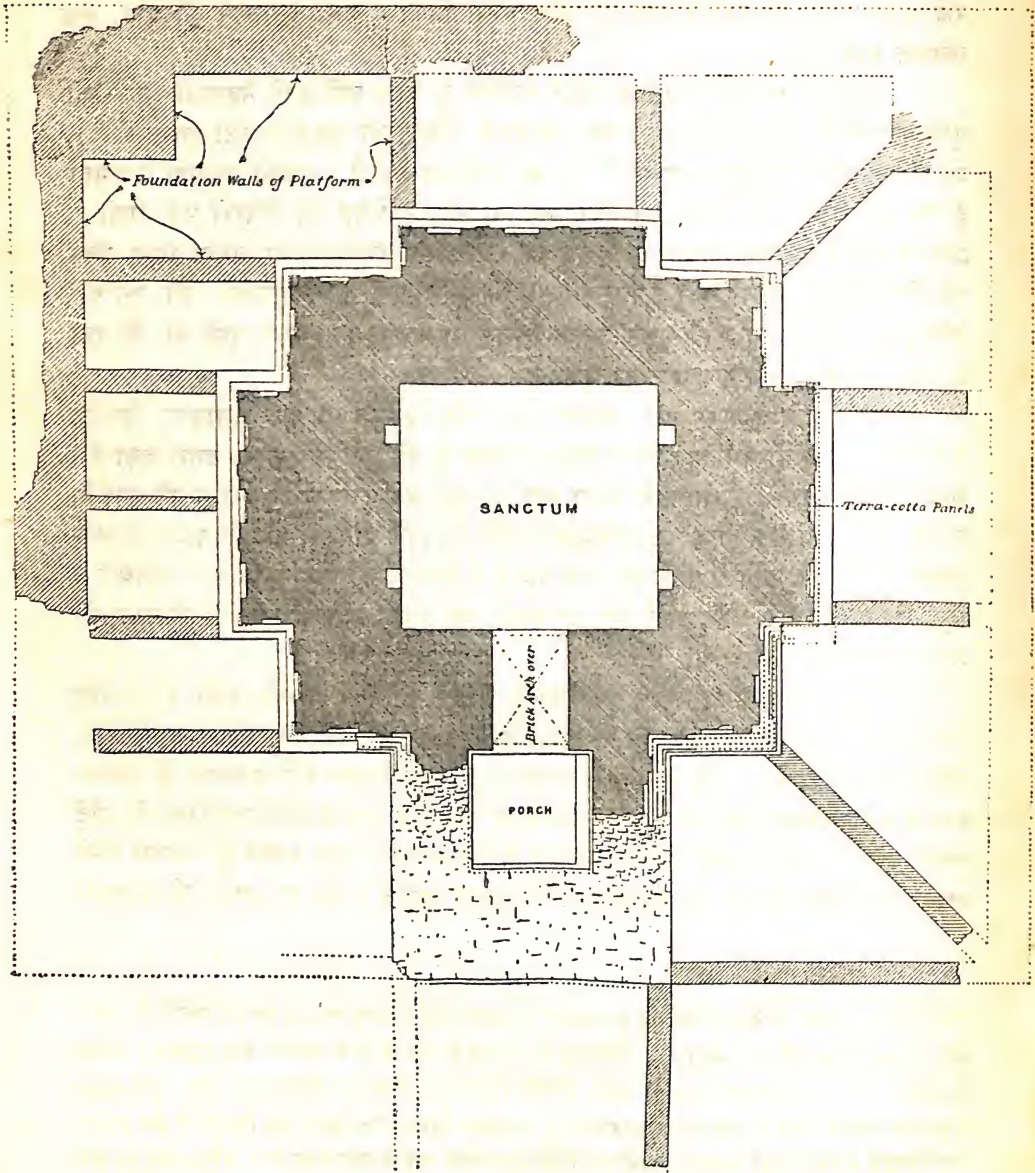 Foundation Walls of Platform
SANCTUM
Terra-cotta Panels
Brick Arch over
PORCH